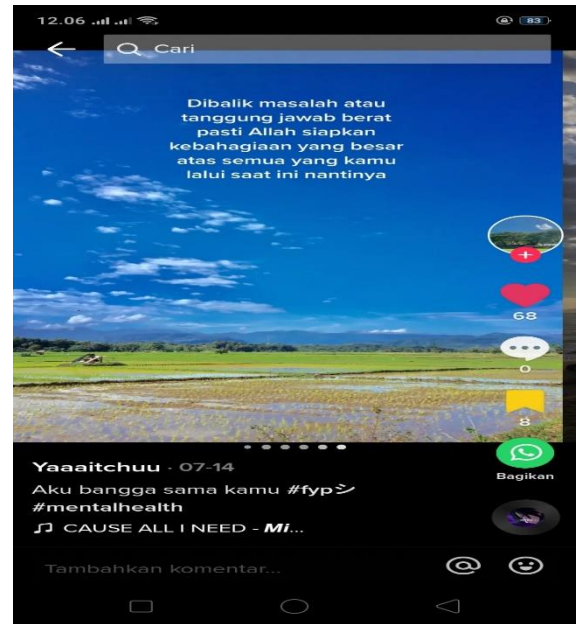 12.06
83
Cari
Dibalik masalah atau
tanggung jawab berat
pasti Allah siapkan
kebahagiaan yang besar
atas semua yang kamu
lalui saat ini nantinya
68
0
8
Bagikan
Yaaaitchuu · 07-14
Aku bangga sama kamu #fypシ
#mentalhealth
CAUSE ALL I NEED - Mi...
Tambahkan komentar...